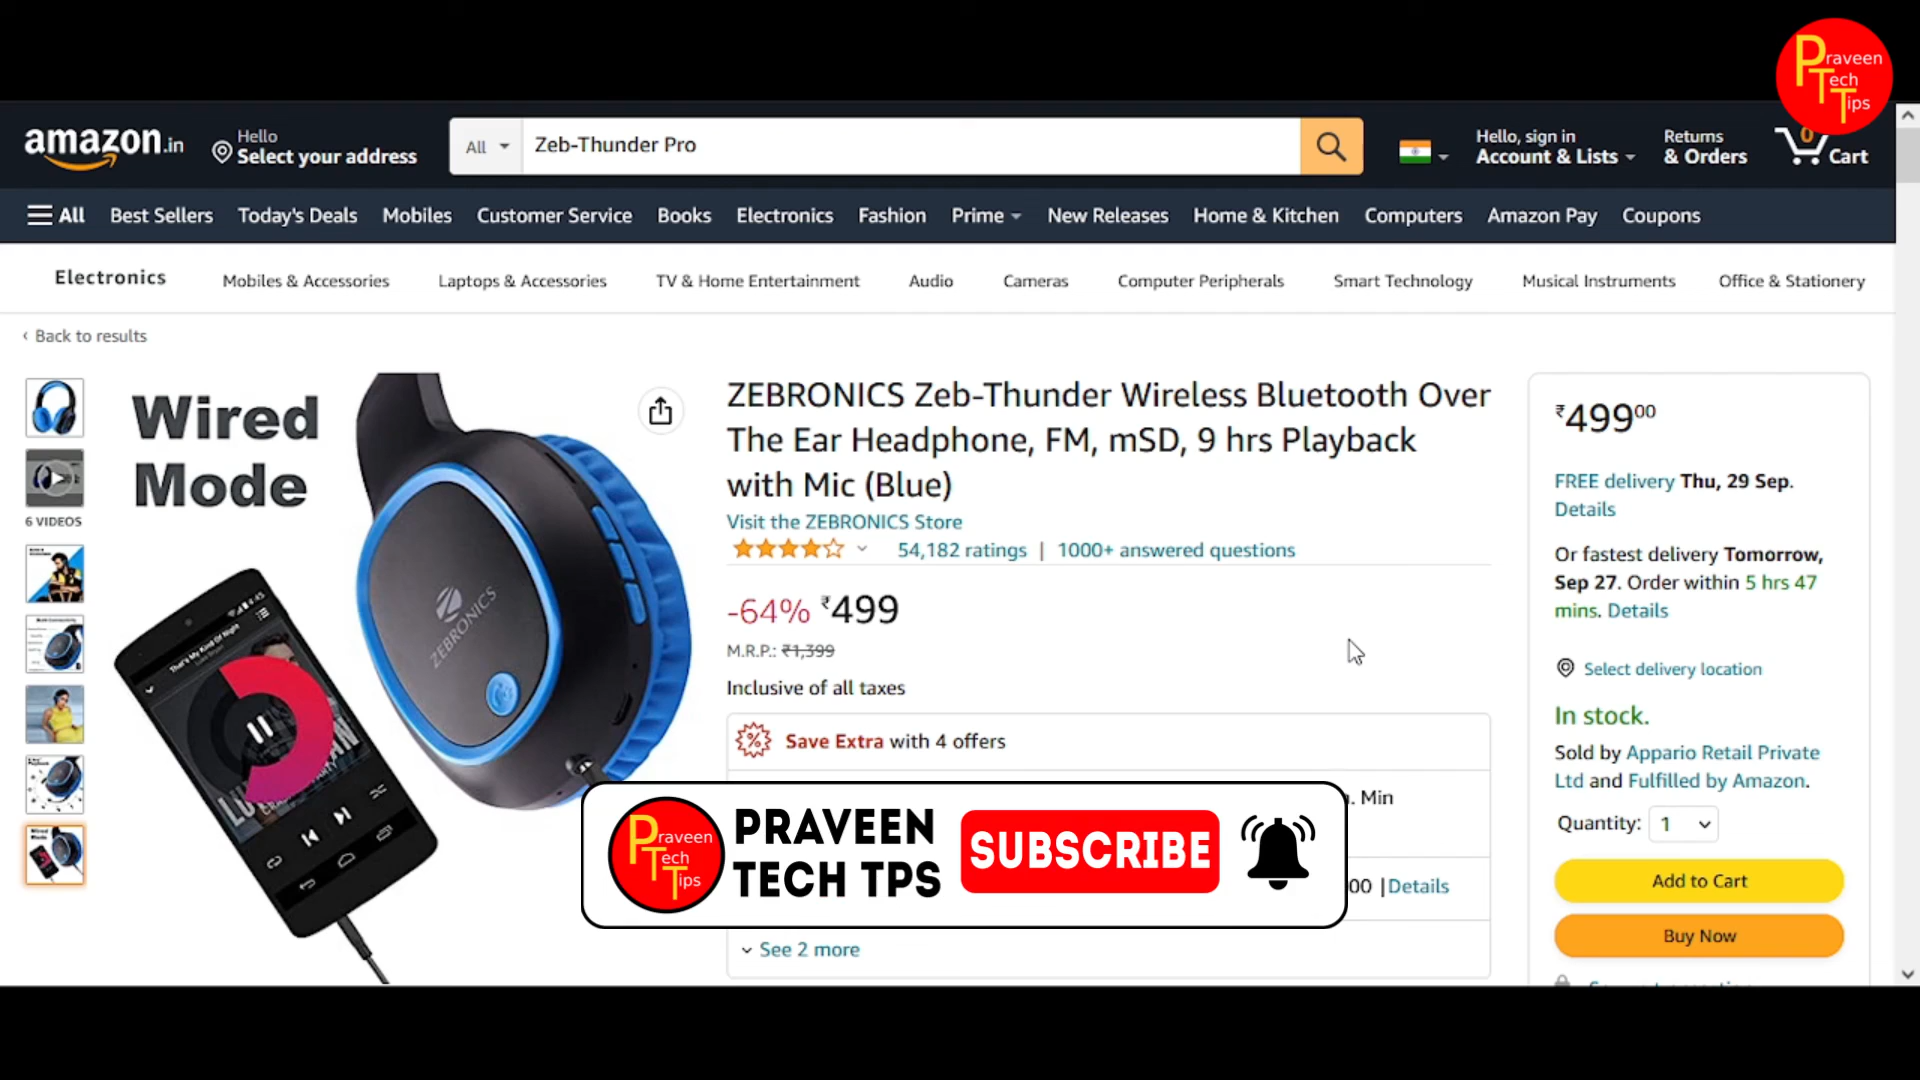 Praveen
Tech
Tips
amazon.in
Hello
Select your address
All
Zeb-Thunder Pro
Hello, sign in
Account & Lists
Returns
& Orders
0
Cart
All
Best Sellers
Today's Deals
Mobiles
Customer Service
Books
Electronics
Fashion
Prime
New Releases
Home & Kitchen
Computers
Amazon Pay
Coupons
Electronics
Mobiles & Accessories
Laptops & Accessories
TV & Home Entertainment
Audio
Cameras
Computer Peripherals
Smart Technology
Musical Instruments
Office & Stationery
‹ Back to results
6 VIDEOS
Wired
Mode
ZEBRONICS
That's My Kind Of Night
ZEBRONICS Zeb-Thunder Wireless Bluetooth Over
The Ear Headphone, FM, mSD, 9 hrs Playback
with Mic (Blue)
Visit the ZEBRONICS Store
54,182 ratings | 1000+ answered questions
-64% ₹499
M.R.P.: ₹1,399
Inclusive of all taxes
Save Extra with 4 offers
. Min
00 |Details
See 2 more
Praveen
Tech
Tips
PRAVEEN
TECH TPS
SUBSCRIBE
₹49900
FREE delivery Thu, 29 Sep.
Details
Or fastest delivery Tomorrow,
Sep 27. Order within 5 hrs 47
mins. Details
Select delivery location
In stock.
Sold by Appario Retail Private
Ltd and Fulfilled by Amazon.
Quantity: 1
Add to Cart
Buy Now